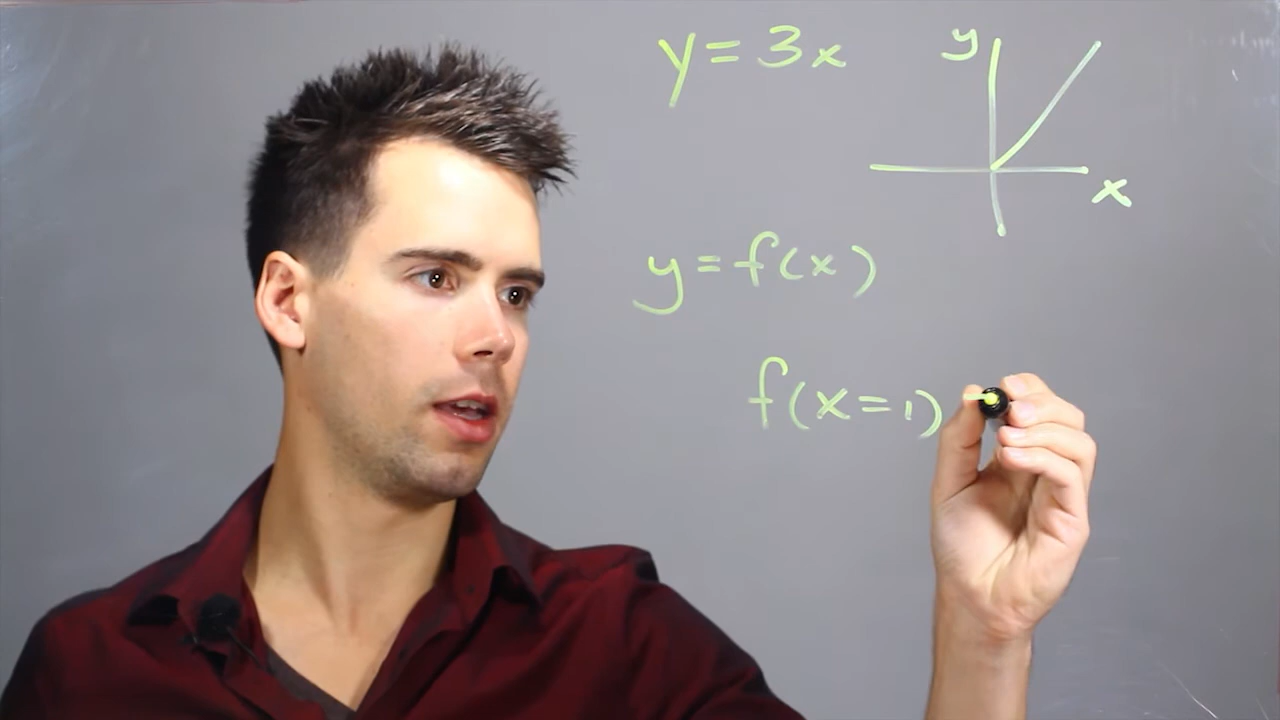 y = 3x
y
x
y = f(x)
f(x = 1)